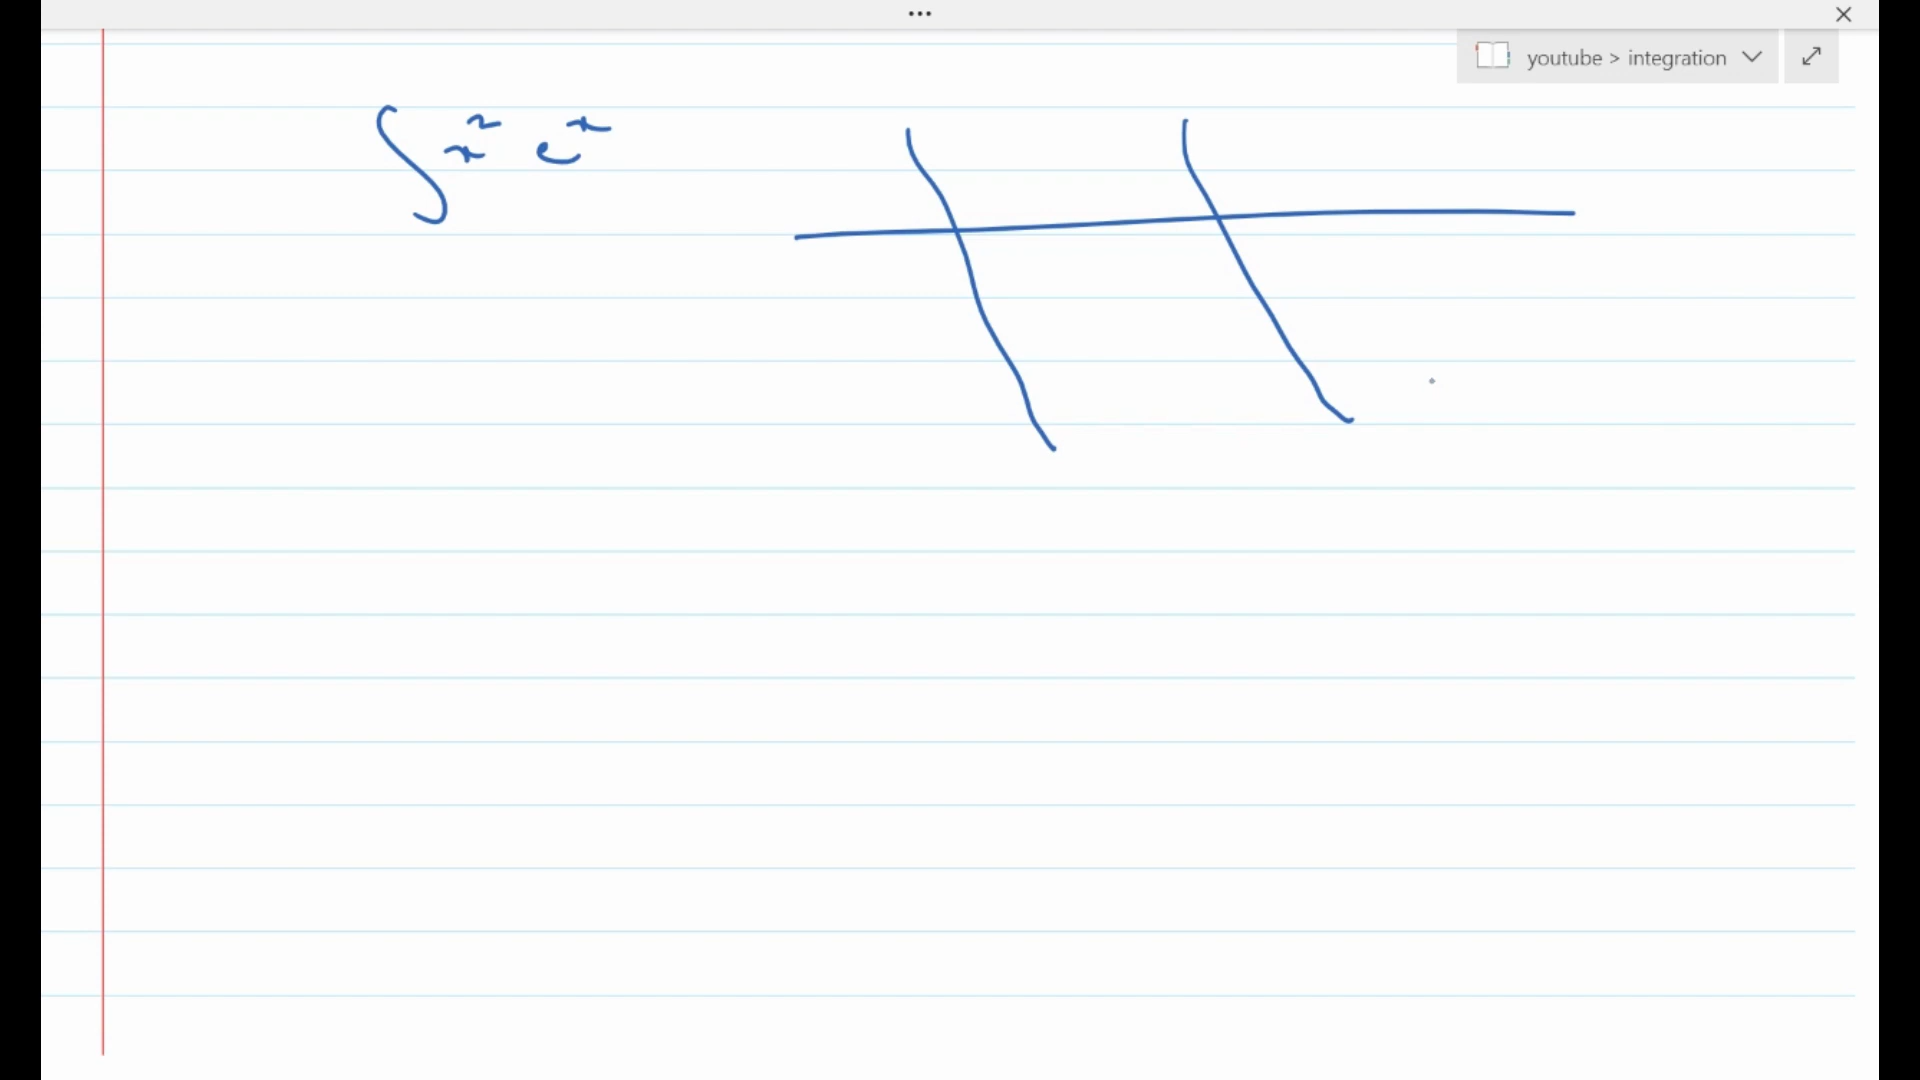 youtube > integration
∫ x² eˣ